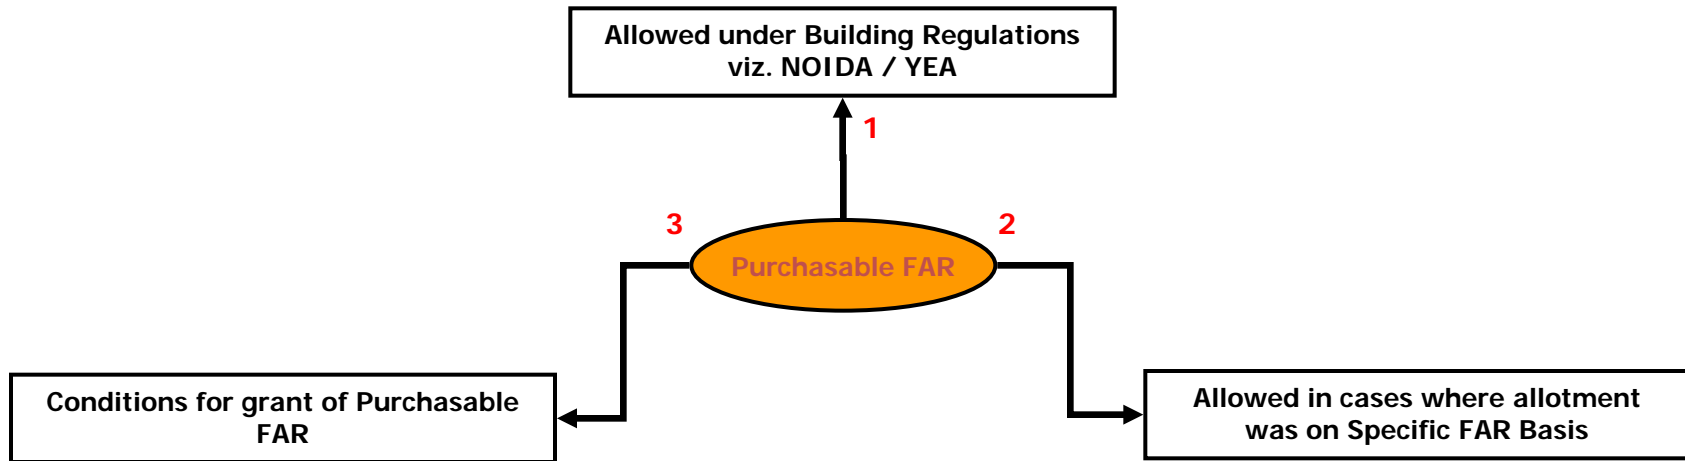 Allowed under Building Regulations
viz. NOIDA / YEA
1
3
2
Purchasable FAR
Conditions for grant of Purchasable
FAR
Allowed in cases where allotment
was on Specific FAR Basis